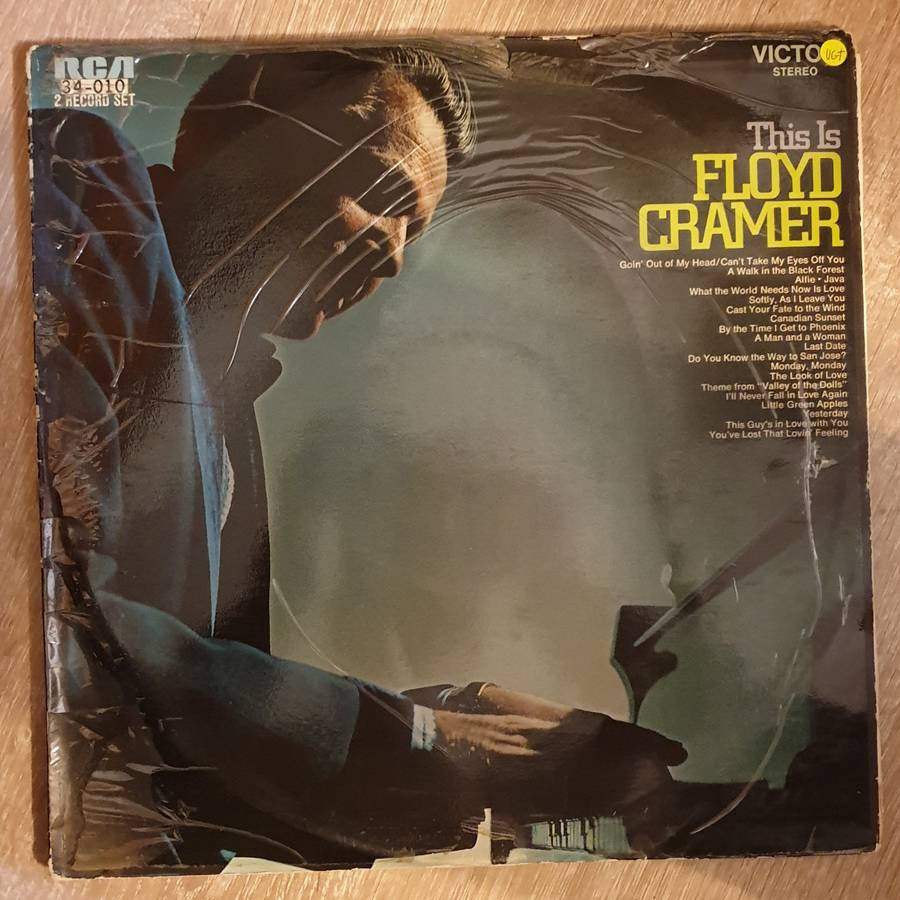 RCA
34-010
2 RECORD SET
VICTO
VG+
STEREO
This Is
FLOYD
CRAMER
Goin' Out of My Head/Can't Take My Eyes Off You
A Walk in the Black Forest
Alfie • Java
What the World Needs Now Is Love
Softly, As I Leave You
Cast Your Fate to the Wind
Canadian Sunset
By the Time I Get to Phoenix
A Man and a Woman
Last Date
Do You Know the Way to San Jose?
Monday, Monday
The Look of Love
Theme from "Valley of the Dolls"
I'll Never Fall in Love Again
Little Green Apples
Yesterday
This Guy's in Love with You
You've Lost That Lovin' Feeling